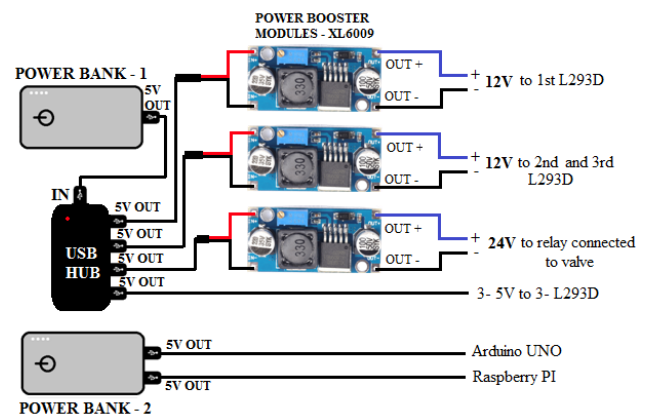 POWER BOOSTER
MODULES - XL6009
POWER BANK - 1
5V
OUT
OUT +
OUT -
+
-
12V to 1st L293D
330
IN
USB
HUB
5V OUT
5V OUT
5V OUT
5V OUT
OUT +
OUT -
+
-
12V to 2nd and 3rd
L293D
330
OUT +
OUT -
+
-
24V to relay connected
to valve
330
3- 5V to 3- L293D
5V OUT
5V OUT
Arduino UNO
Raspberry PI
POWER BANK - 2